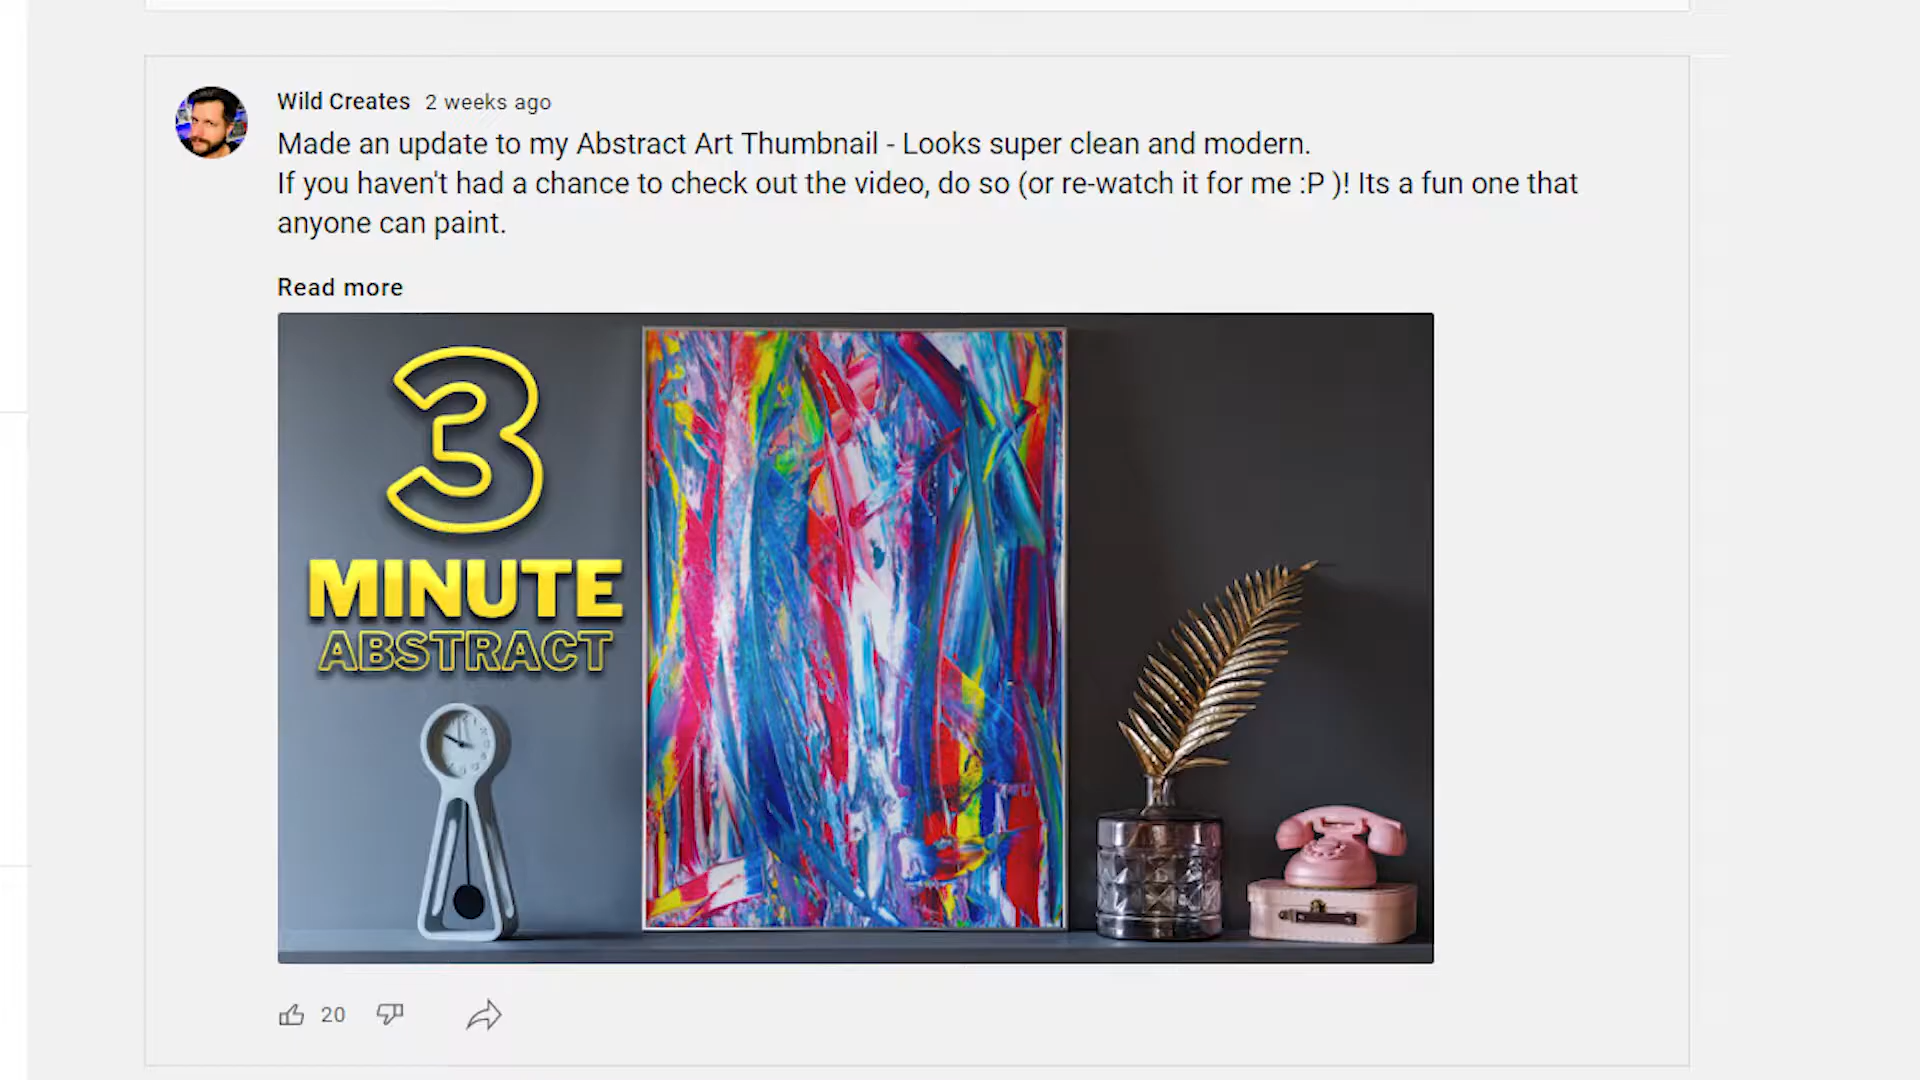 Wild Creates 2 weeks ago
Made an update to my Abstract Art Thumbnail - Looks super clean and modern.
If you haven't had a chance to check out the video, do so (or re-watch it for me :P )! Its a fun one that
anyone can paint.
Read more
3
MINUTE
ABSTRACT
20